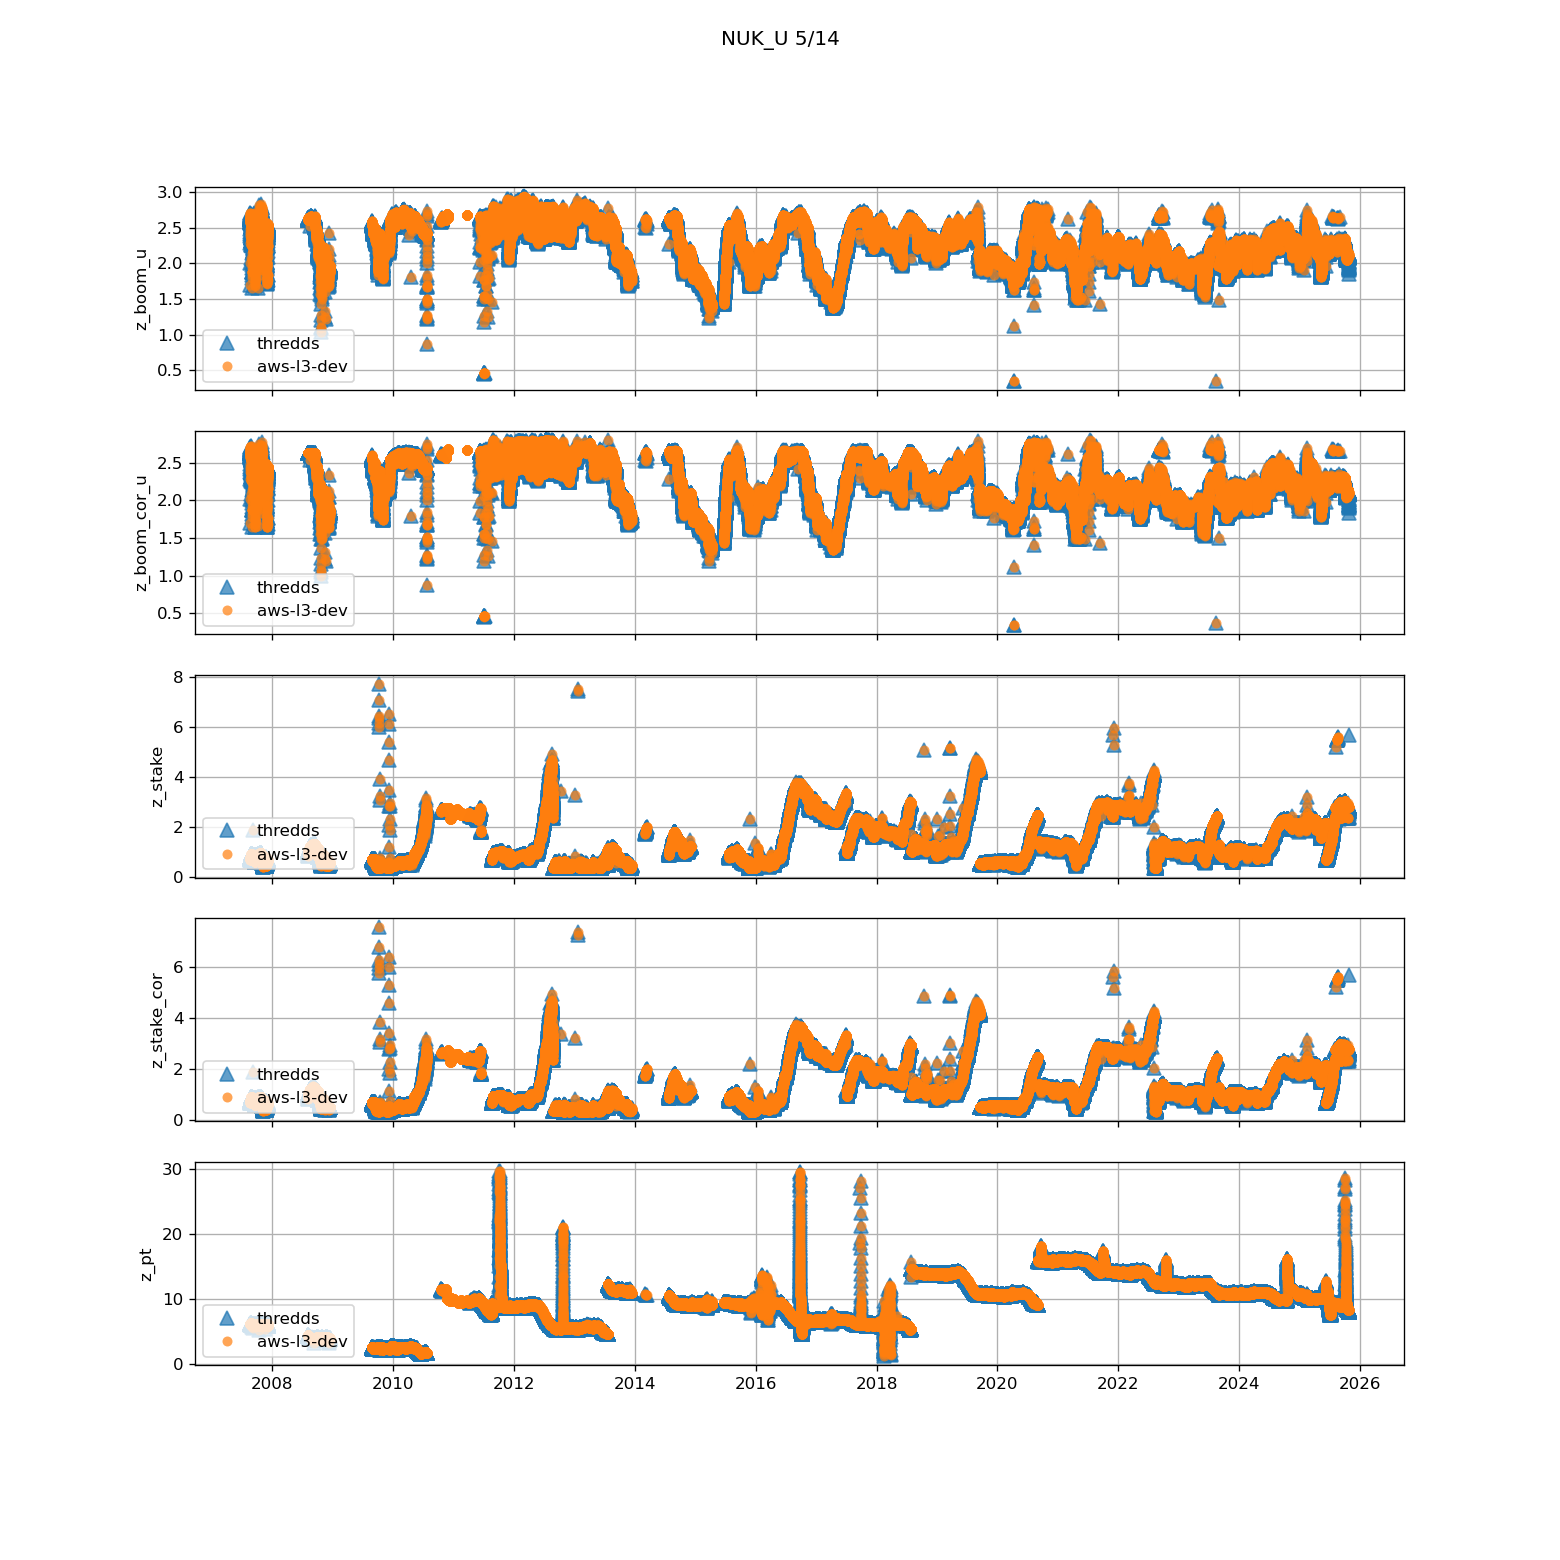 NUK_U 5/14
3.0
2.5
2.0
1.5
1.0
0.5
z_boom_u
thredds
aws-l3-dev
2.5
2.0
1.5
1.0
0.5
z_boom_cor_u
thredds
aws-l3-dev
8
6
4
2
0
z_stake
thredds
aws-l3-dev
6
4
2
0
z_stake_cor
thredds
aws-l3-dev
30
20
10
0
z_pt
thredds
aws-l3-dev
2008 2010 2012 2014 2016 2018 2020 2022 2024 2026